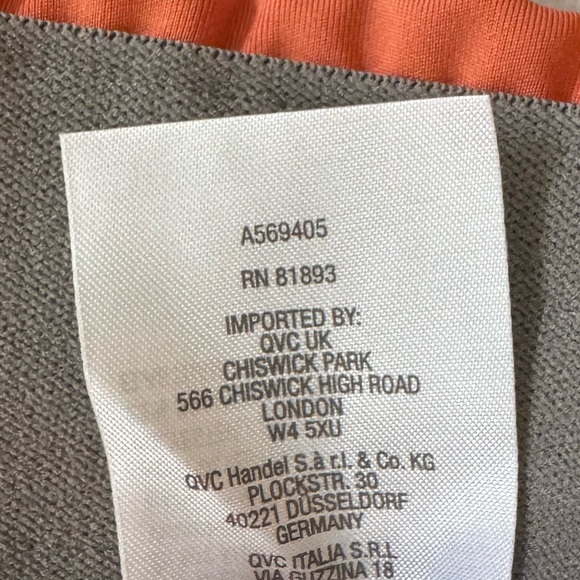 A569405
RN 81893
IMPORTED BY:
QVC UK
CHISWICK PARK
566 CHISWICK HIGH ROAD
LONDON
W4 5XU
QVC Handel S.à r.l. & Co. KG
PLOCKSTR. 30
40221 DÜSSELDORF
GERMANY
QVC ITALIA S.R.L
VIA GUZZINA 18